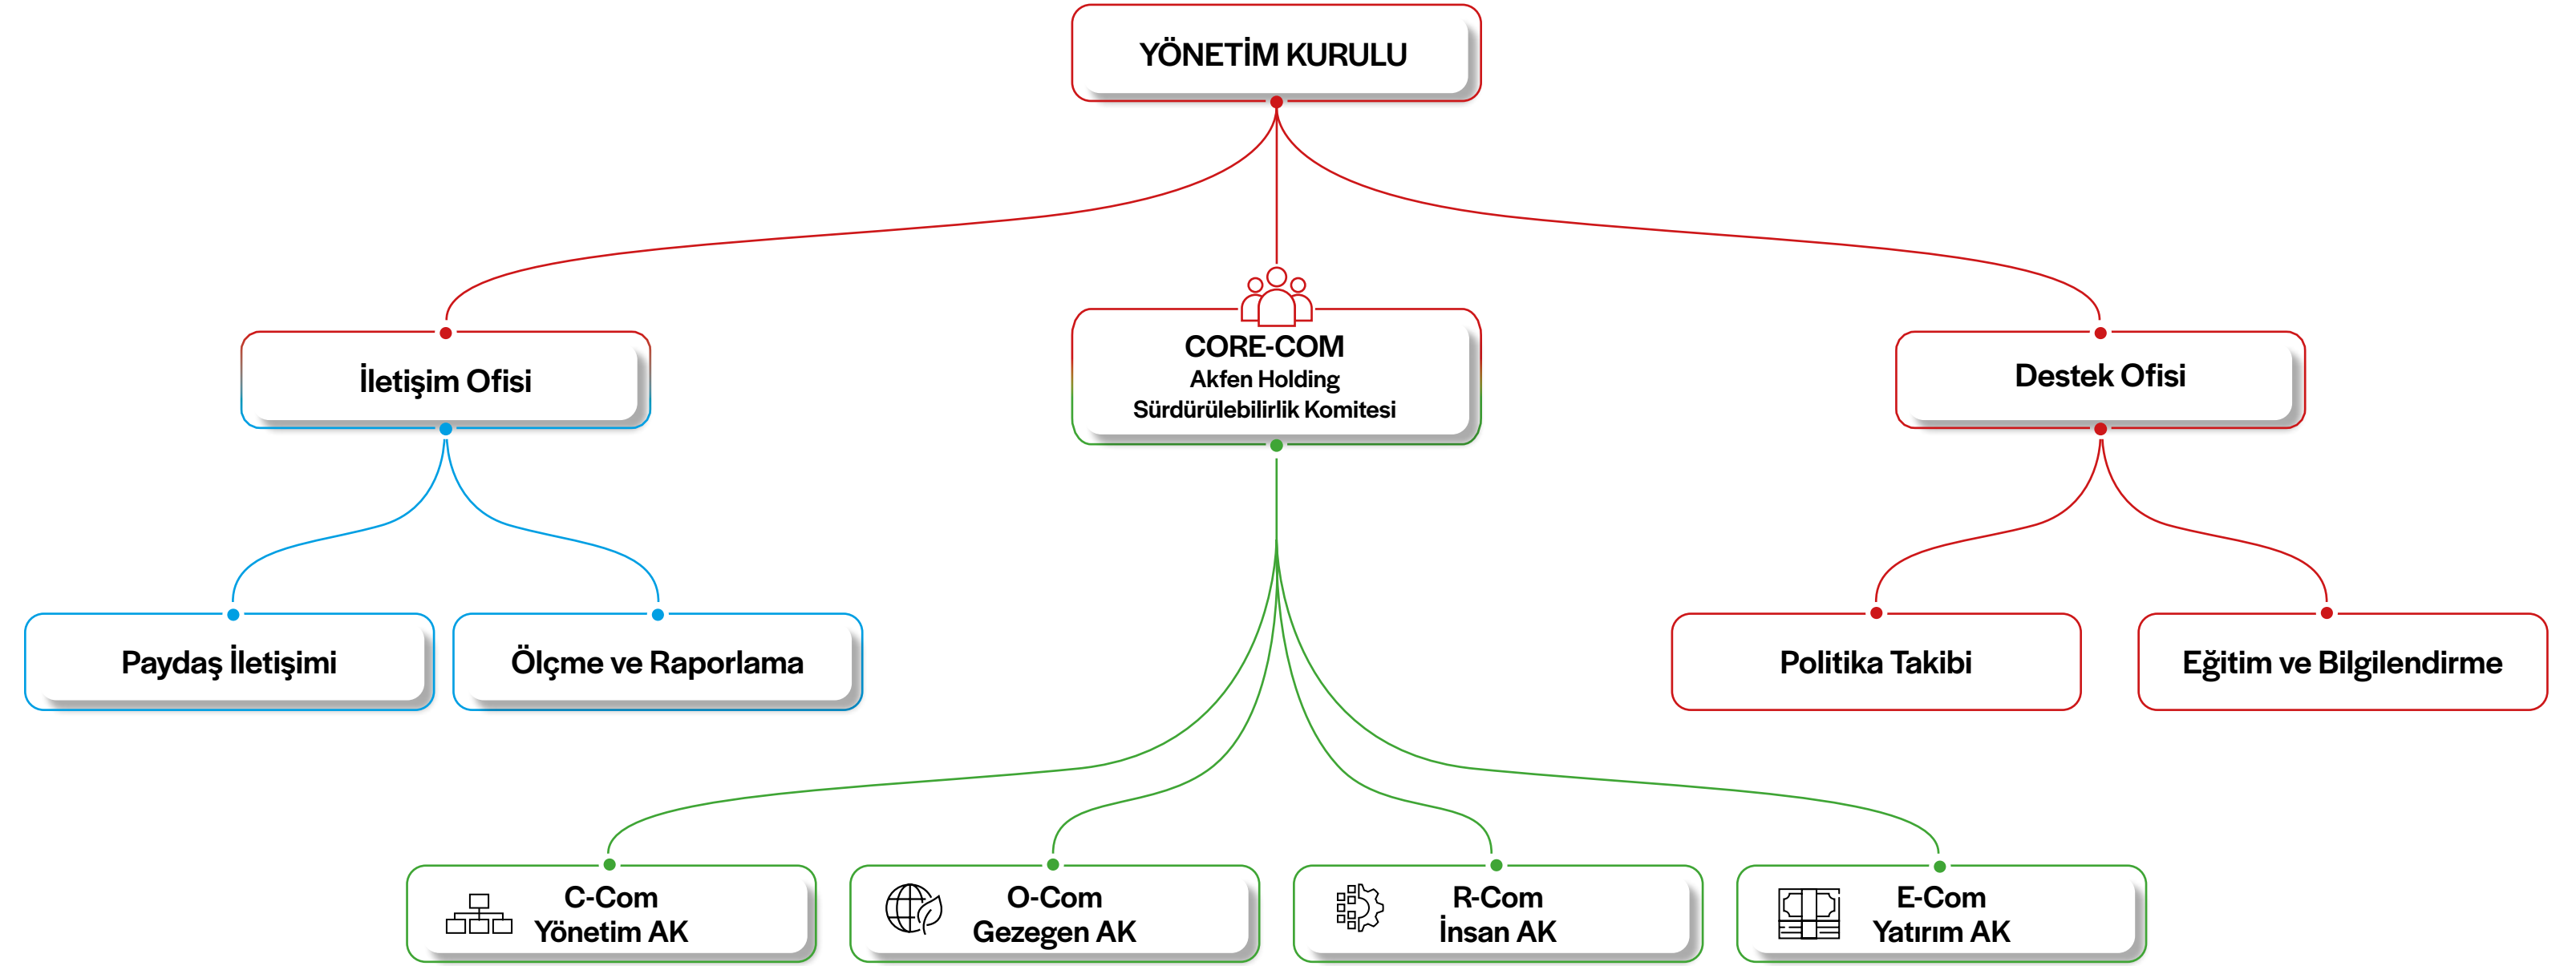 YÖNETİM KURULU
İletişim Ofisi
CORE-COM
Akfen Holding
Sürdürülebilirlik Komitesi
Destek Ofisi
Paydaş İletişimi
Ölçme ve Raporlama
Politika Takibi
Eğitim ve Bilgilendirme
C-Com
Yönetim AK
O-Com
Gezegen AK
R-Com
İnsan AK
E-Com
Yatırım AK